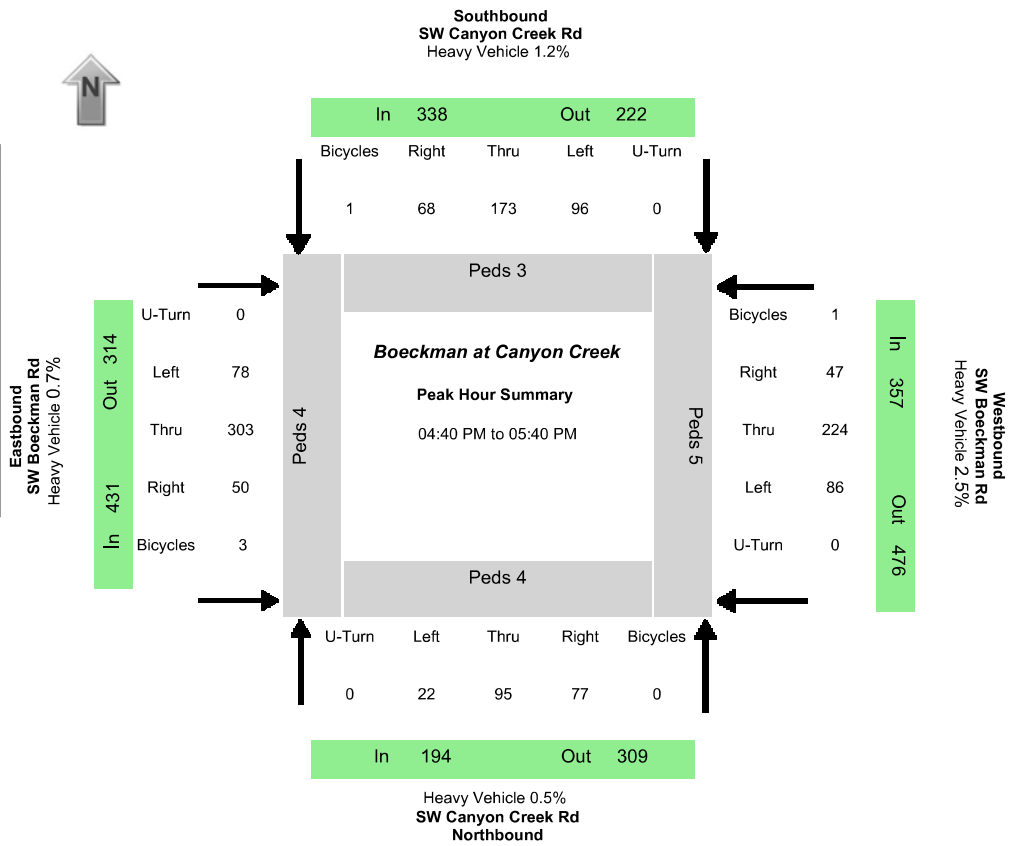 Southbound
SW Canyon Creek Rd
Heavy Vehicle 1.2%
N
In 338 Out 222
Bicycles Right Thru Left U-Turn
1 68 173 96 0
Peds 3
Eastbound
SW Boeckman Rd
Heavy Vehicle 0.7%
Out 314
In 431
U-Turn 0
Left 78
Thru 303
Right 50
Bicycles 3
Peds 4
Boeckman at Canyon Creek
Peak Hour Summary
04:40 PM to 05:40 PM
Peds 5
Bicycles 1
Right 47
Thru 224
Left 86
U-Turn 0
In 357
Out 476
Westbound
SW Boeckman Rd
Heavy Vehicle 2.5%
Peds 4
U-Turn Left Thru Right Bicycles
0 22 95 77 0
In 194 Out 309
Heavy Vehicle 0.5%
SW Canyon Creek Rd
Northbound